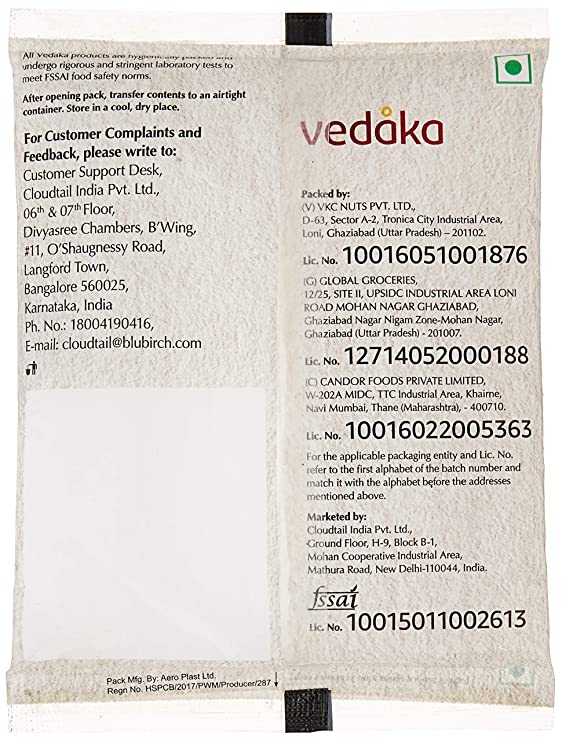 All Vedaka products are hygienically packed and
undergo rigorous and stringent laboratory tests to
meet FSSAI food safety norms.
After opening pack, transfer contents to an airtight
container. Store in a cool, dry place.
For Customer Complaints and
Feedback, please write to:
Customer Support Desk,
Cloudtail India Pvt. Ltd.,
06th & 07th Floor,
Divyasree Chambers, B'Wing,
#11, O'Shaugnessy Road,
Langford Town,
Bangalore 560025,
Karnataka, India
Ph. No.: 18004190416,
E-mail: cloudtail@blubirch.com
Pack Mfg. By: Aero Plast Ltd.
Regn No. HSPCB/2017/PWM/Producer/287
vedaka
Packed by:
(V) VKC NUTS PVT. LTD.,
D-63, Sector A-2, Tronica City Industrial Area,
Loni, Ghaziabad (Uttar Pradesh) – 201102.
Lic. No. 10016051001876
(G) GLOBAL GROCERIES,
12/25, SITE II, UPSIDC INDUSTRIAL AREA LONI
ROAD MOHAN NAGAR GHAZIABAD,
Ghaziabad Nagar Nigam Zone-Mohan Nagar,
Ghaziabad (Uttar Pradesh) - 201007.
Lic. No. 12714052000188
(C) CANDOR FOODS PRIVATE LIMITED,
W-202A MIDC, TTC Industrial Area, Khairne,
Navi Mumbai, Thane (Maharashtra), - 400710.
Lic. No. 10016022005363
For the applicable packaging entity and Lic. No.
refer to the first alphabet of the batch number and
match it with the alphabet before the addresses
mentioned above.
Marketed by:
Cloudtail India Pvt. Ltd.,
Ground Floor, H-9, Block B-1,
Mohan Cooperative Industrial Area,
Mathura Road, New Delhi-110044, India.
fssai
Lic. No. 10015011002613